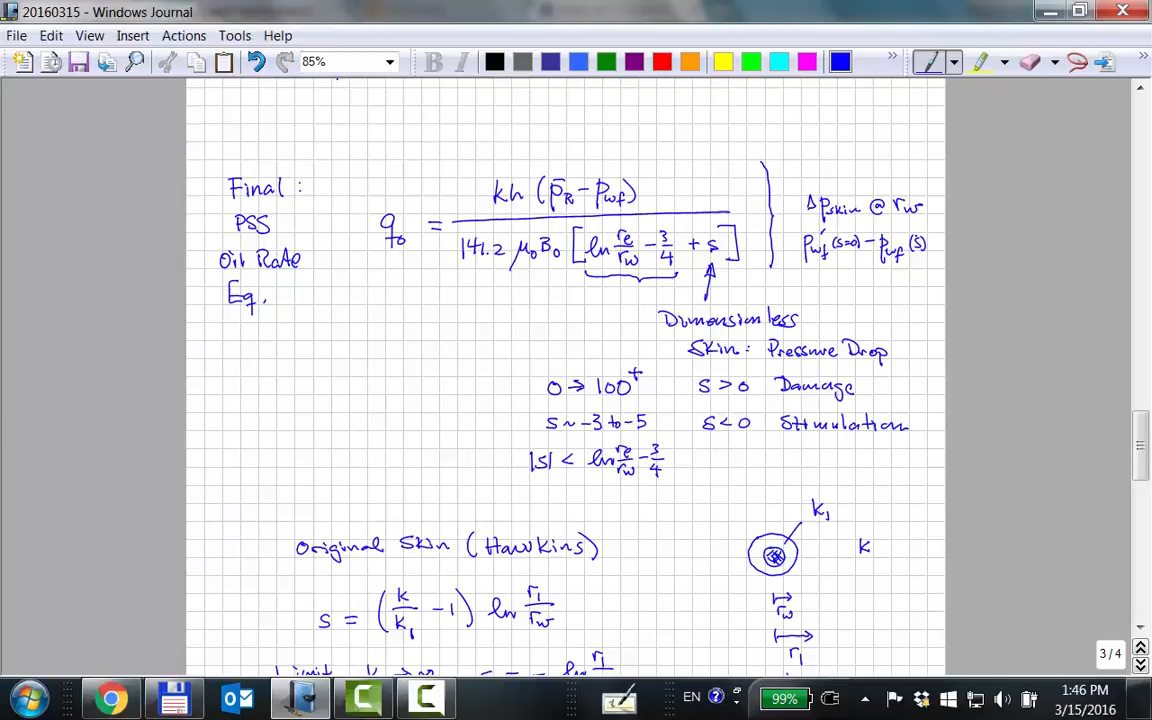 20160315 - Windows Journal
File Edit View Insert Actions Tools Help
85%
Final :
PSS
Oil Rate
Eq.
q_o = kh (p̄_R - p_wf) / 141.2 μ_o B_o [ln r_e/r_w - 3/4 + s]
Δp_skin @ r_w
p_wf (s=0) - p_wf (s)
Dimensionless
Skin: Pressure Drop
0 → 100+ s > 0 Damage
s ~ -3 to -5 s < 0 Stimulation
|s| < ln r_e/r_w - 3/4
k_1
Original Skin (Hawkins)
k
s = (k/k_1 - 1) ln r_1/r_w
r_w
r_1
3 / 4
EN
99%
1:46 PM
3/15/2016